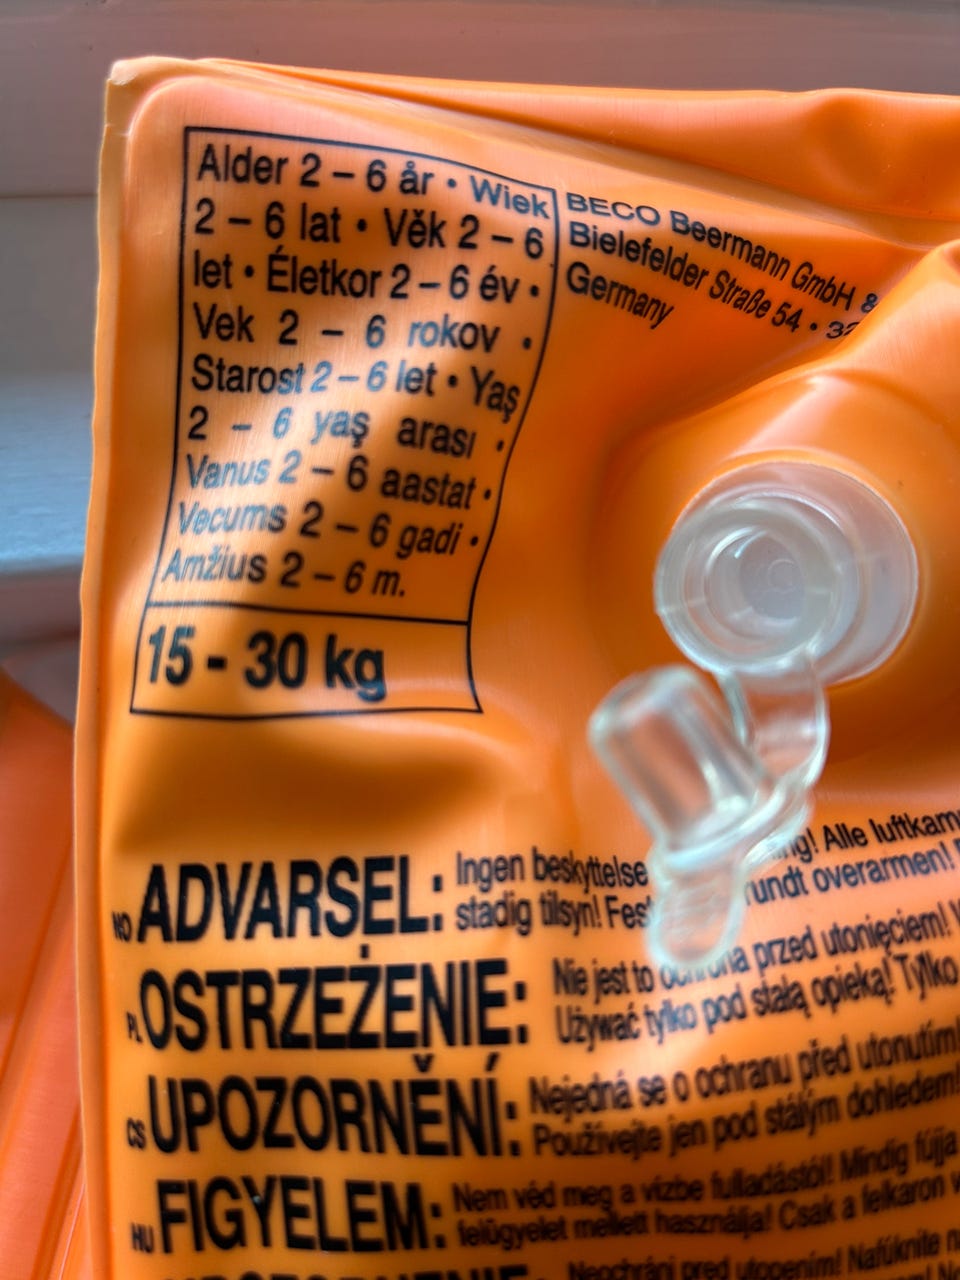 Alder 2 – 6 år • Wiek
2 – 6 lat • Věk 2 – 6
let • Életkor 2 – 6 év •
Vek 2 – 6 rokov •
Starost 2 – 6 let • Yaş
2 – 6 yaş arası •
Vanus 2 – 6 aastat •
Vecums 2 – 6 gadi •
Amžius 2 – 6 m.
15 - 30 kg
BECO Beermann GmbH &
Bielefelder Straße 54 • 32
Germany
NO ADVARSEL: Ingen beskyttelse Alle luftkam
stadig tilsyn! rundt overarmen!
PL OSTRZEŻENIE: Nie jest to ochrona przed utonięciem!
Używać tylko pod stałą opieką! Tylko
CS UPOZORNĚNÍ: Nejedná se o ochranu před utonutím!
Používejte jen pod stálým dohledem!
HU FIGYELEM: Nem véd meg a vízbe fulladástól! Mindig fújja
felügyelet mellett használja! Csak a felkaron
Neochráni pred utopením! Nafúknite